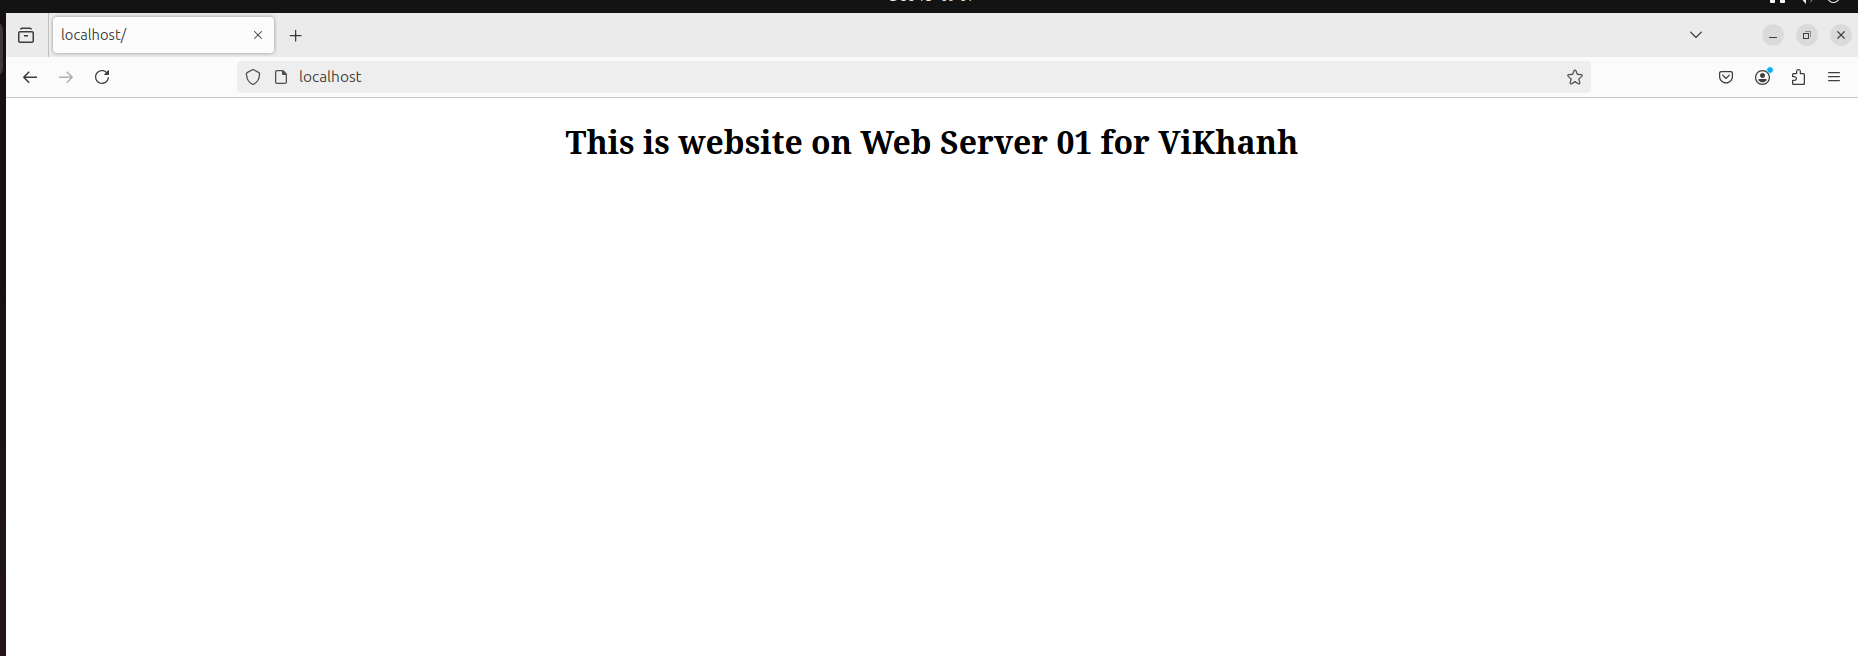 localhost/
localhost
This is website on Web Server 01 for ViKhanh